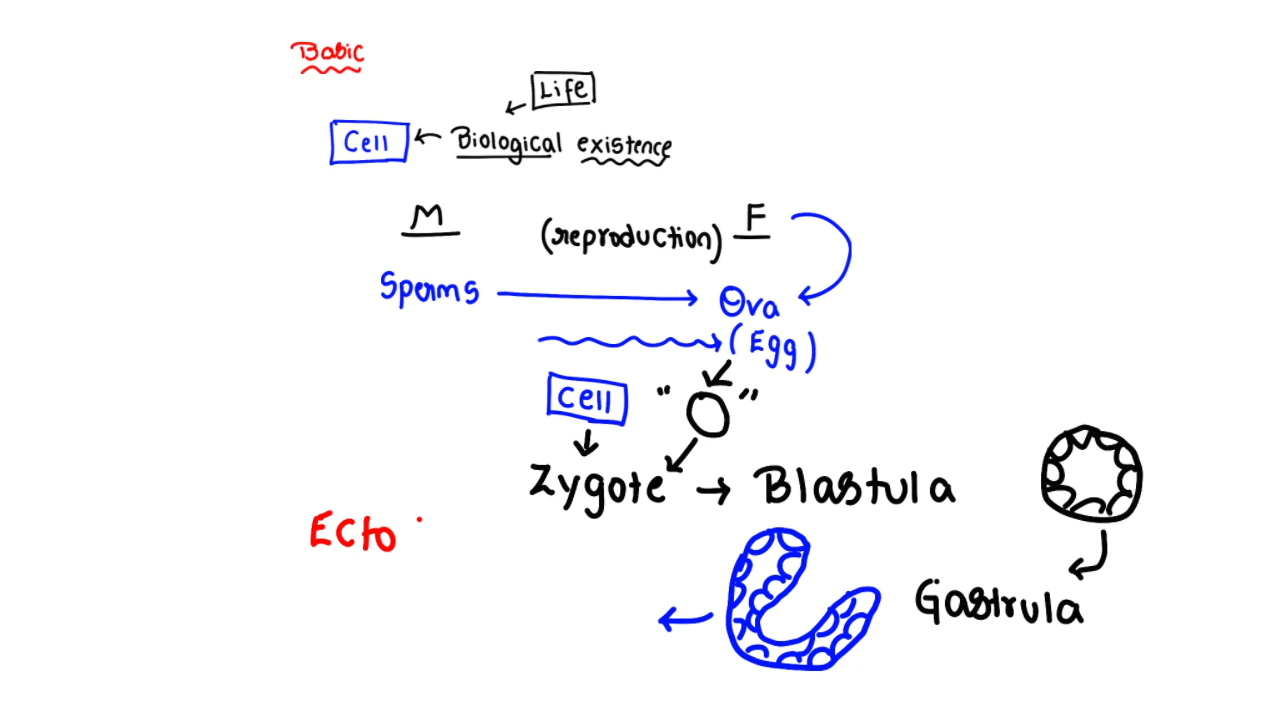 Basic
Life
Cell ← Biological existence
M (reproduction) F
Sperms → Ova
(Egg)
Cell " O "
Zygote → Blastula
Ecto
Gastrula